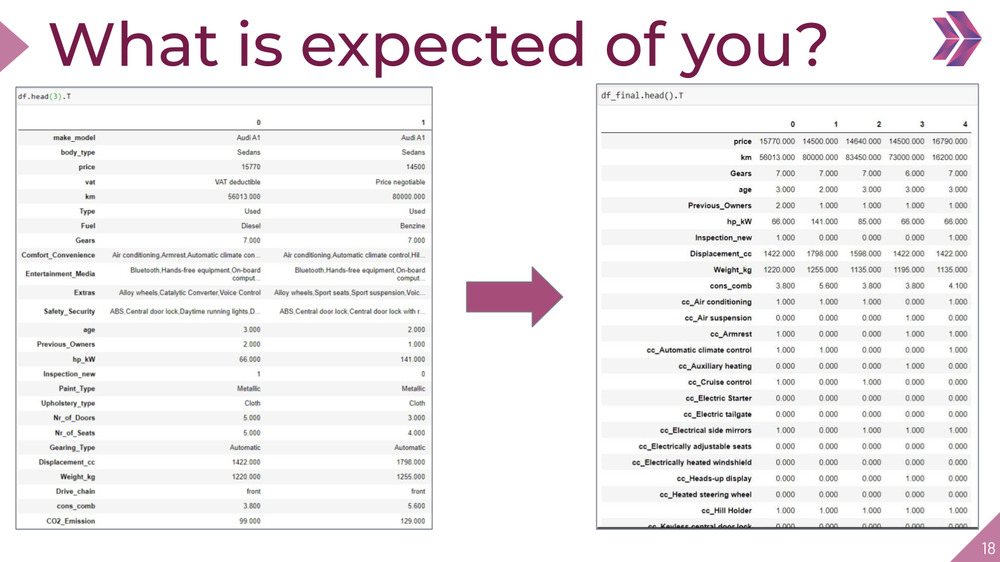 What is expected of you?
df.head(3).T
0 1
make_model Audi A1 Audi A1
body_type Sedans Sedans
price 15770 14500
vat VAT deductible Price negotiable
km 56013.000 80000.000
Type Used Used
Fuel Diesel Benzine
Gears 7.000 7.000
Comfort_Convenience Air conditioning,Armrest,Automatic climate con... Air conditioning,Automatic climate control,Hil...
Entertainment_Media Bluetooth,Hands-free equipment,On-board comput... Bluetooth,Hands-free equipment,On-board comput...
Extras Alloy wheels,Catalytic Converter,Voice Control Alloy wheels,Sport seats,Sport suspension,Voic...
Safety_Security ABS,Central door lock,Daytime running lights,D... ABS,Central door lock,Central door lock with r...
age 3.000 2.000
Previous_Owners 2.000 1.000
hp_kW 66.000 141.000
Inspection_new 1 0
Paint_Type Metallic Metallic
Upholstery_type Cloth Cloth
Nr_of_Doors 5.000 3.000
Nr_of_Seats 5.000 4.000
Gearing_Type Automatic Automatic
Displacement_cc 1422.000 1798.000
Weight_kg 1220.000 1255.000
Drive_chain front front
cons_comb 3.800 5.600
CO2_Emission 99.000 129.000
df_final.head().T
0 1 2 3 4
price 15770.000 14500.000 14640.000 14500.000 16790.000
km 56013.000 80000.000 83450.000 73000.000 16200.000
Gears 7.000 7.000 7.000 6.000 7.000
age 3.000 2.000 3.000 3.000 3.000
Previous_Owners 2.000 1.000 1.000 1.000 1.000
hp_kW 66.000 141.000 85.000 66.000 66.000
Inspection_new 1.000 0.000 0.000 0.000 1.000
Displacement_cc 1422.000 1798.000 1598.000 1422.000 1422.000
Weight_kg 1220.000 1255.000 1135.000 1195.000 1135.000
cons_comb 3.800 5.600 3.800 3.800 4.100
cc_Air conditioning 1.000 1.000 1.000 0.000 1.000
cc_Air suspension 0.000 0.000 0.000 1.000 0.000
cc_Armrest 1.000 0.000 0.000 1.000 1.000
cc_Automatic climate control 1.000 1.000 0.000 0.000 1.000
cc_Auxiliary heating 0.000 0.000 0.000 1.000 0.000
cc_Cruise control 1.000 0.000 1.000 0.000 0.000
cc_Electric Starter 0.000 0.000 0.000 0.000 0.000
cc_Electric tailgate 0.000 0.000 0.000 0.000 0.000
cc_Electrical side mirrors 1.000 0.000 1.000 1.000 1.000
cc_Electrically adjustable seats 0.000 0.000 0.000 0.000 0.000
cc_Electrically heated windshield 0.000 0.000 0.000 0.000 0.000
cc_Heads-up display 0.000 0.000 0.000 1.000 0.000
cc_Heated steering wheel 0.000 0.000 0.000 0.000 0.000
cc_Hill Holder 1.000 1.000 1.000 1.000 1.000
cc_Keyless central door lock 0.000 0.000 0.000 0.000 0.000
18